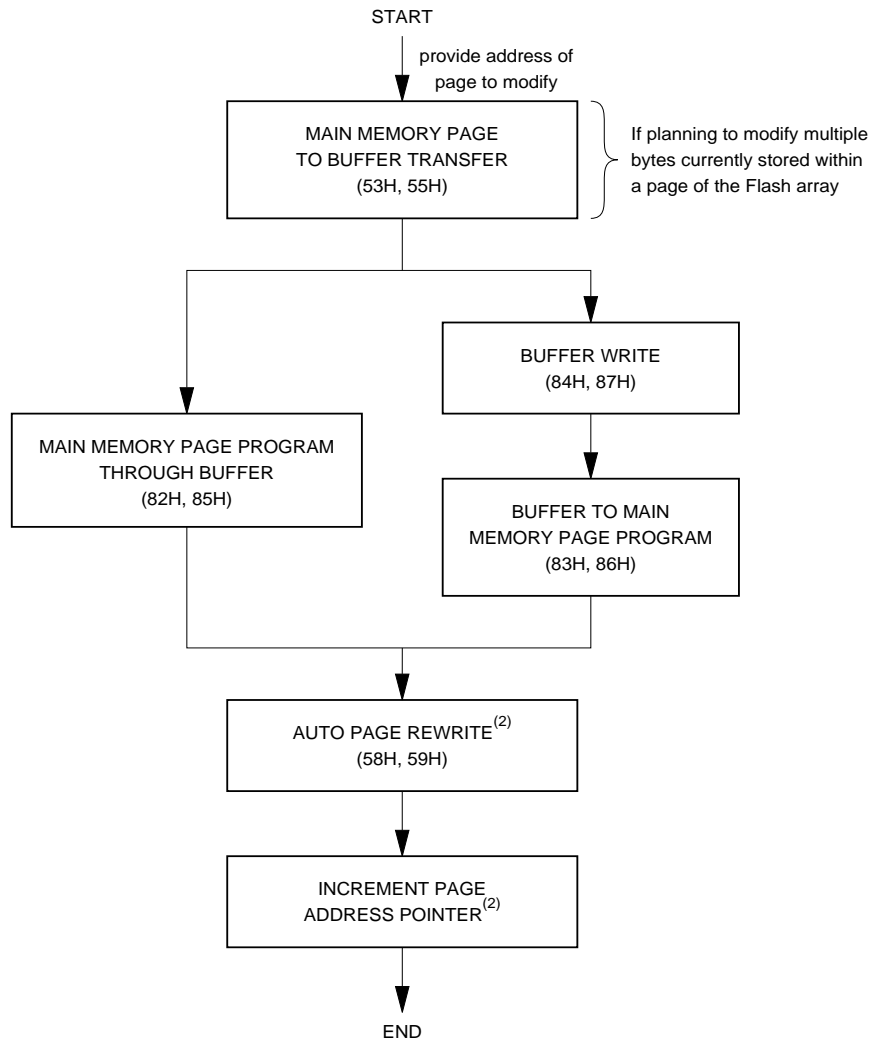 START
provide address of
page to modify
MAIN MEMORY PAGE
TO BUFFER TRANSFER
(53H, 55H)
If planning to modify multiple
bytes currently stored within
a page of the Flash array
BUFFER WRITE
(84H, 87H)
MAIN MEMORY PAGE PROGRAM
THROUGH BUFFER
(82H, 85H)
BUFFER TO MAIN
MEMORY PAGE PROGRAM
(83H, 86H)
AUTO PAGE REWRITE(2)
(58H, 59H)
INCREMENT PAGE
ADDRESS POINTER(2)
END